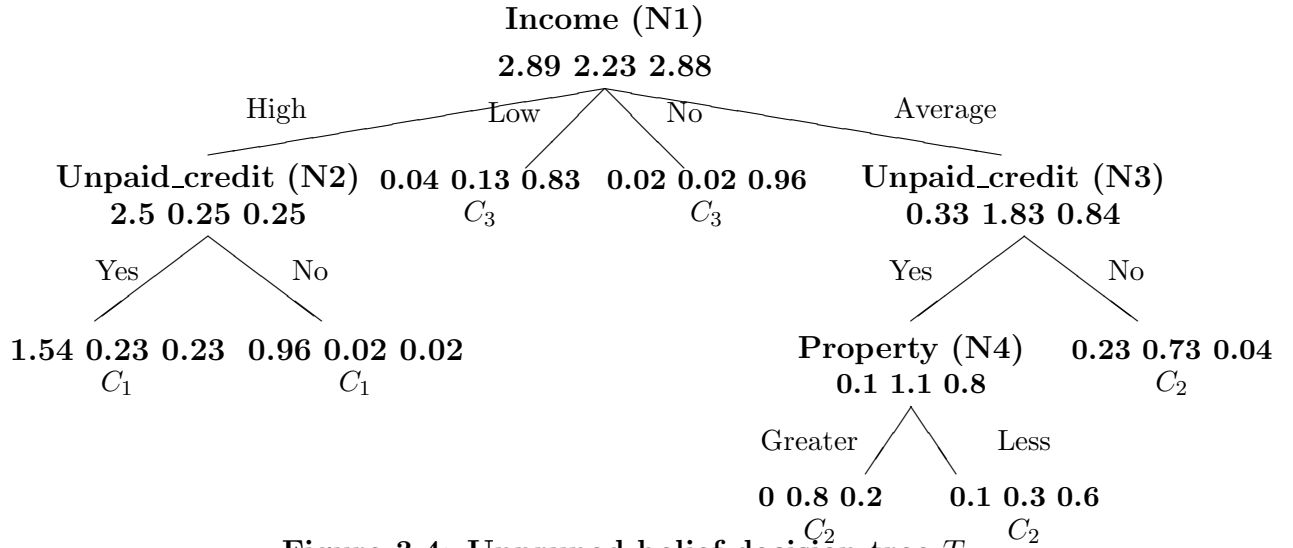 Income (N1)
2.89 2.23 2.88
High Low No Average
Unpaid_credit (N2) 0.04 0.13 0.83 0.02 0.02 0.96 Unpaid_credit (N3)
2.5 0.25 0.25 C3 C3 0.33 1.83 0.84
Yes No Yes No
1.54 0.23 0.23 0.96 0.02 0.02 Property (N4) 0.23 0.73 0.04
C1 C1 0.1 1.1 0.8 C2
Greater Less
0 0.8 0.2 0.1 0.3 0.6
C2 C2
Unpruned belief decision tree T